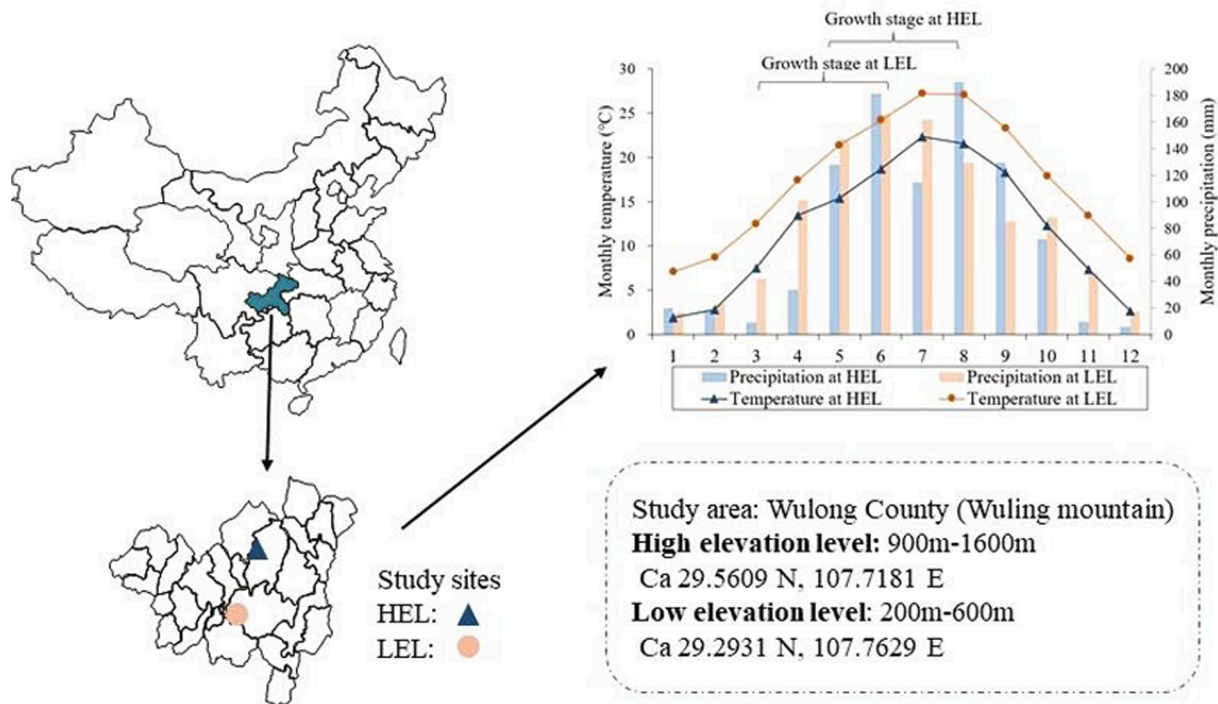 Growth stage at HEL
Growth stage at LEL
30
25
20
15
10
5
0
Monthly temperature (°C)
200
180
160
140
120
100
80
60
40
20
0
Monthly precipitation (mm)
1 2 3 4 5 6 7 8 9 10 11 12
Precipitation at HEL Precipitation at LEL
Temperature at HEL Temperature at LEL
Study sites
HEL:
LEL:
Study area: Wulong County (Wuling mountain)
High elevation level: 900m-1600m
Ca 29.5609 N, 107.7181 E
Low elevation level: 200m-600m
Ca 29.2931 N, 107.7629 E